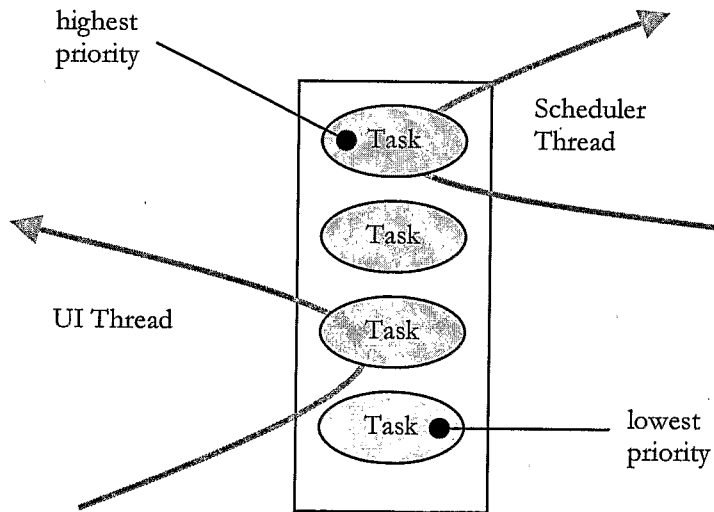 highest
priority
Scheduler
Thread
Task
Task
UI Thread
Task
Task
lowest
priority